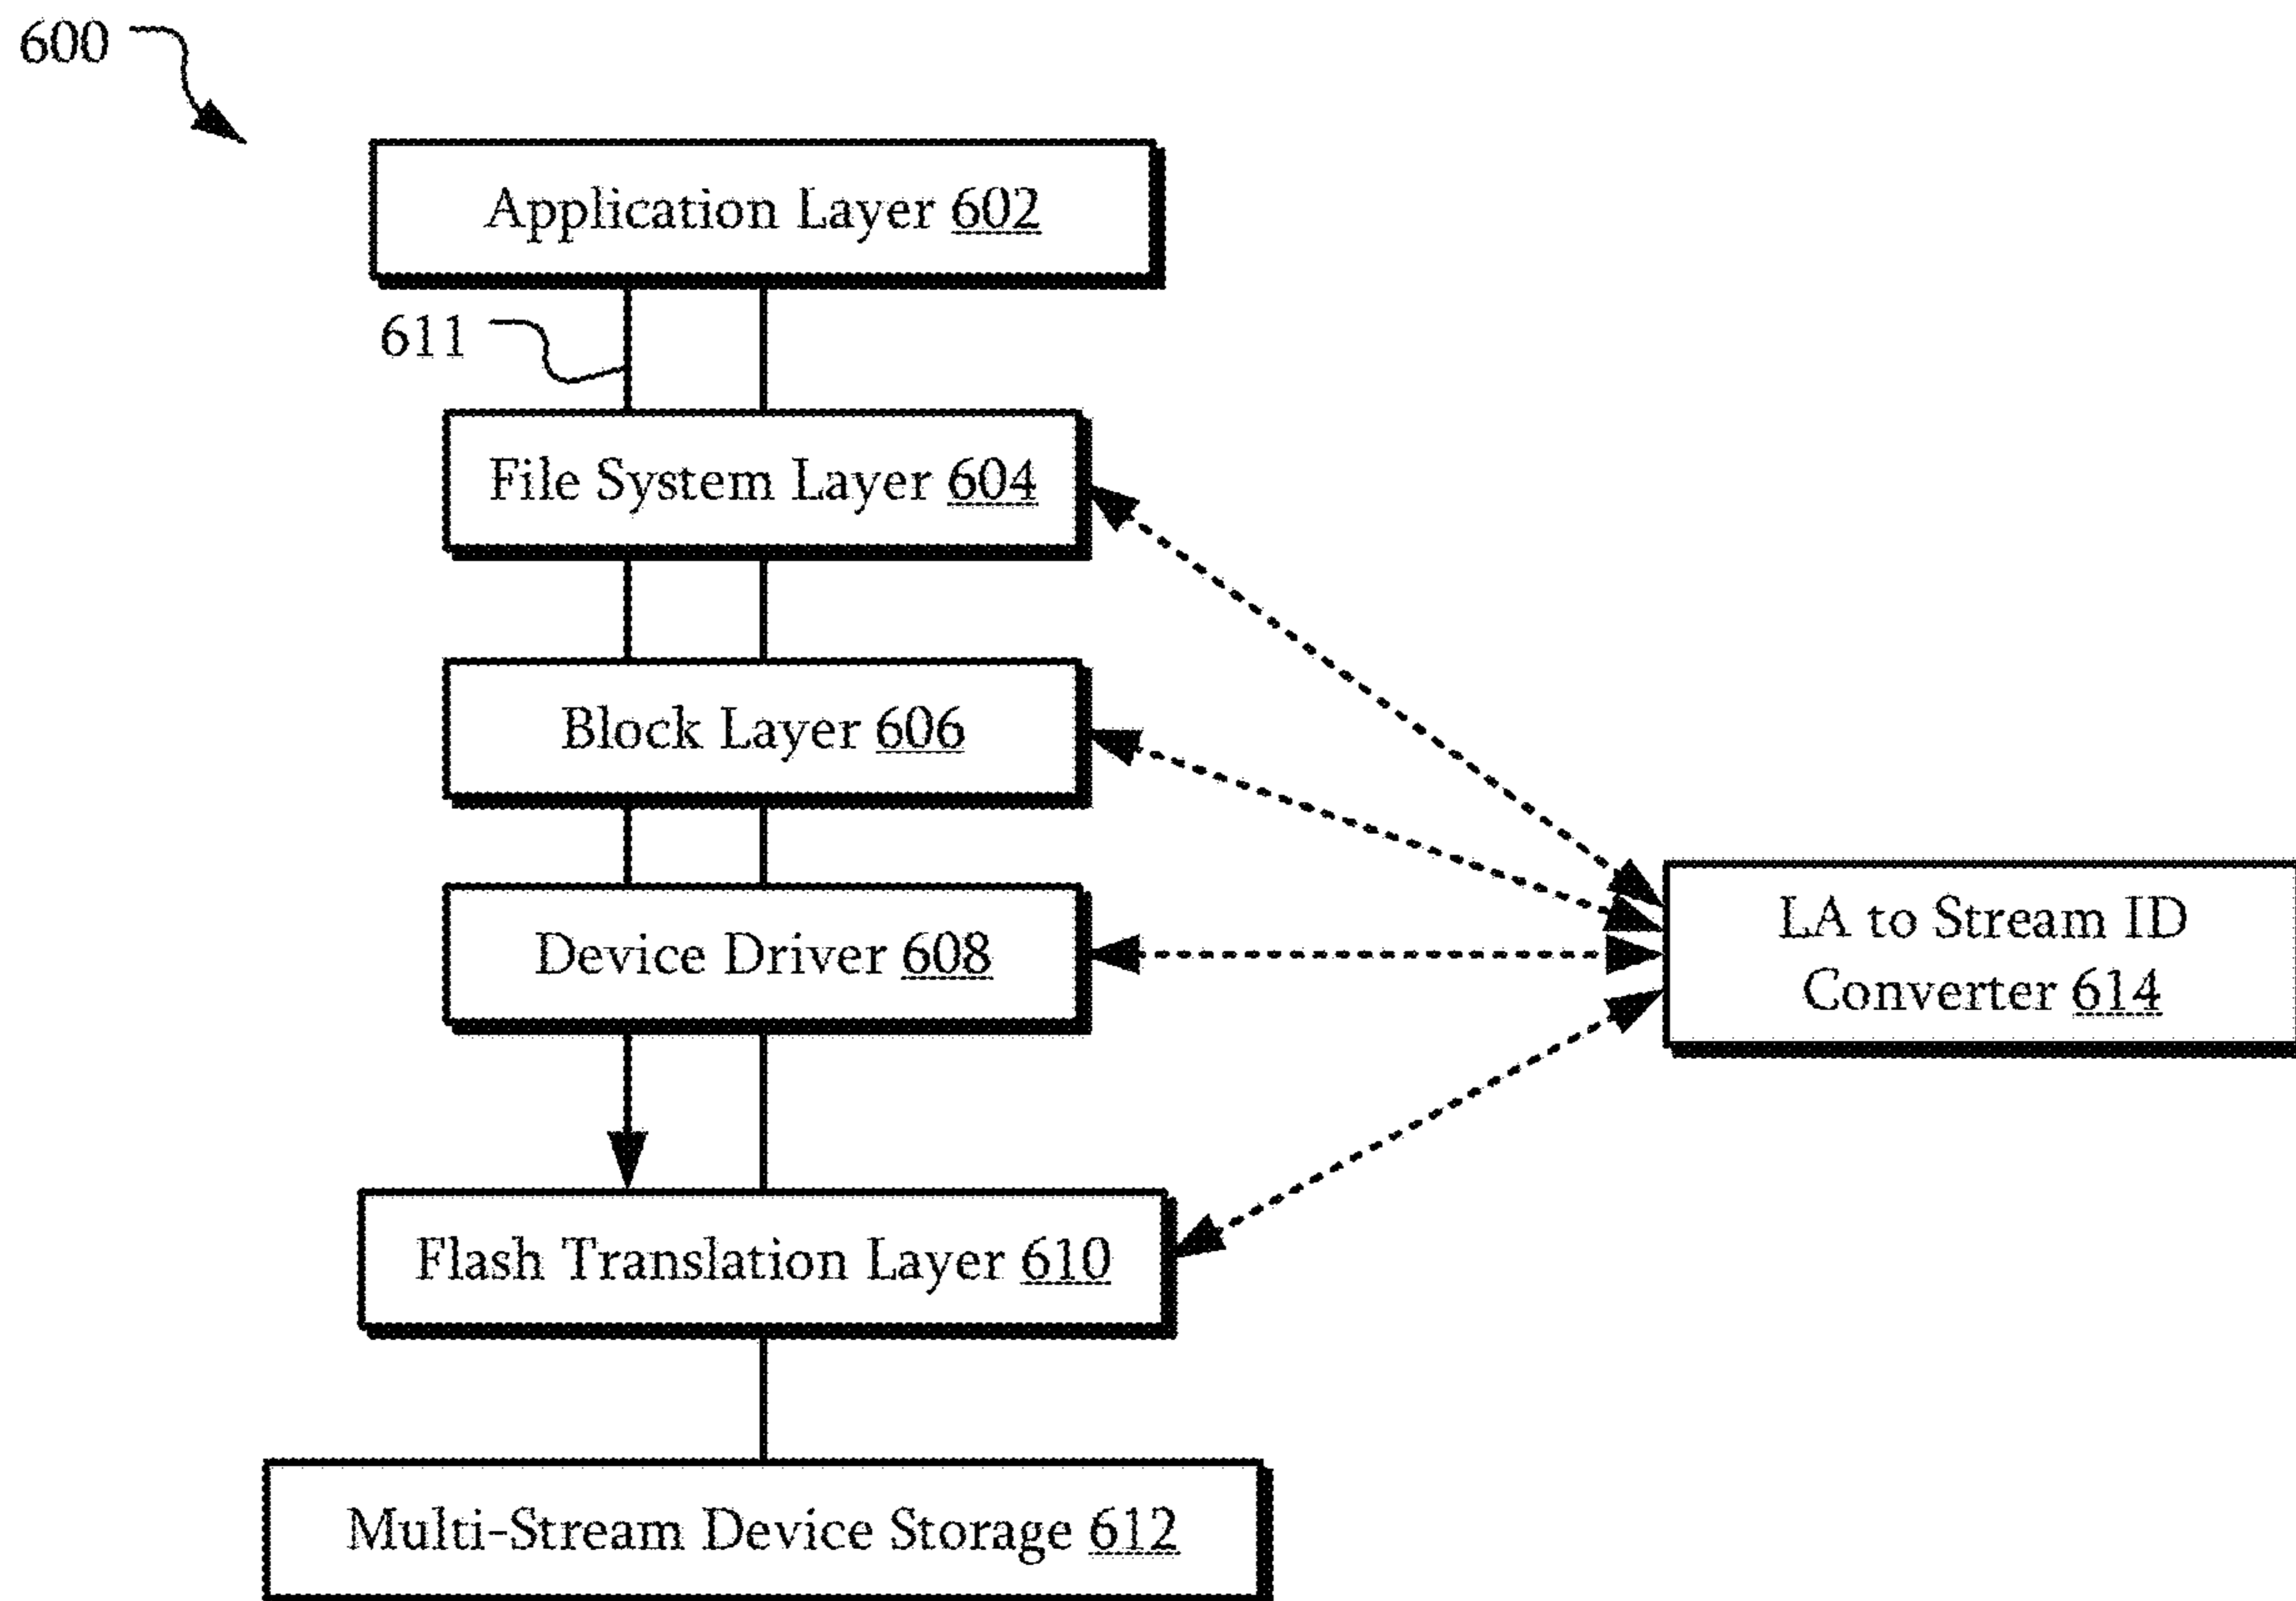 600
Application Layer 602
611
File System Layer 604
Block Layer 606
Device Driver 608
LA to Stream ID
Converter 614
Flash Translation Layer 610
Multi-Stream Device Storage 612